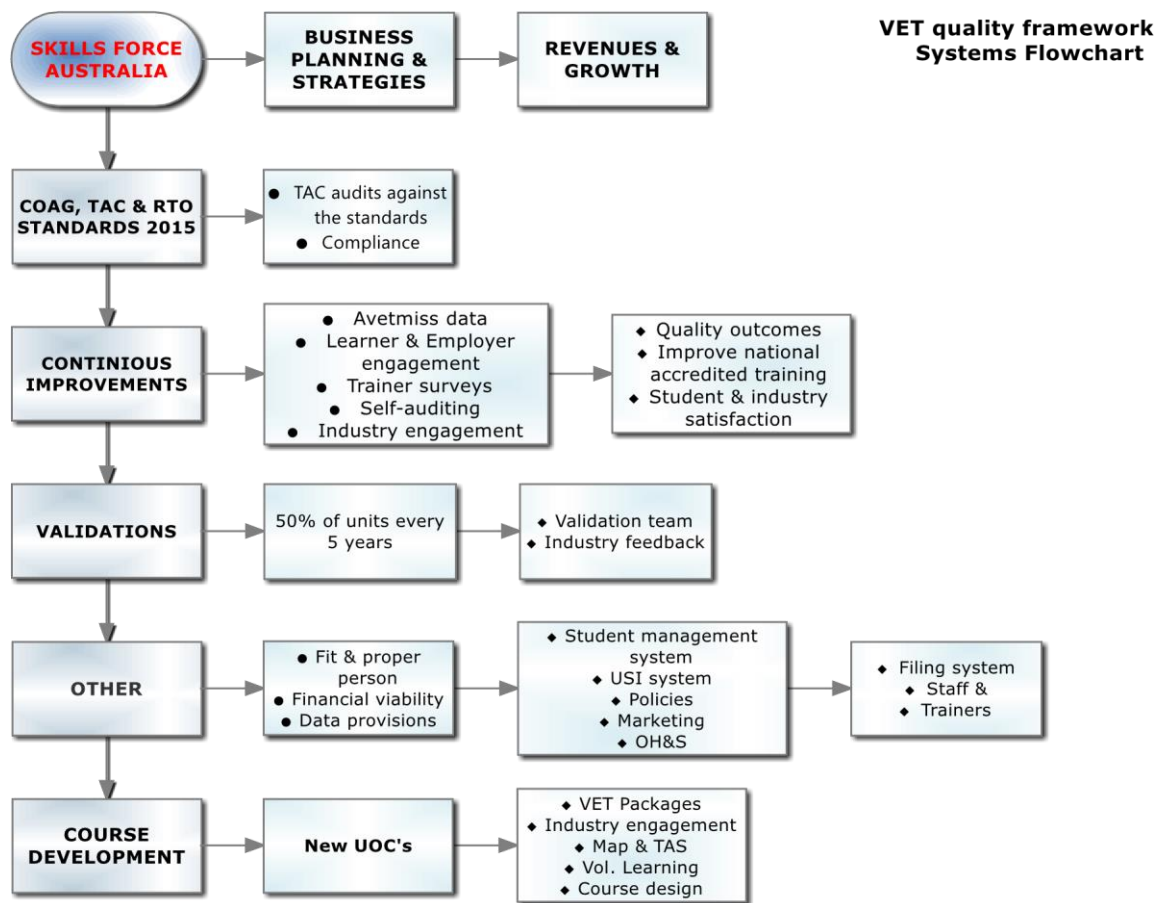 VET quality framework
Systems Flowchart
SKILLS FORCE
AUSTRALIA
BUSINESS
PLANNING &
STRATEGIES
REVENUES &
GROWTH
COAG, TAC & RTO
STANDARDS 2015
● TAC audits against
the standards
● Compliance
CONTINIOUS
IMPROVEMENTS
● Avetmiss data
● Learner & Employer
engagement
● Trainer surveys
● Self-auditing
● Industry engagement
◆ Quality outcomes
◆ Improve national
accredited training
◆ Student & industry
satisfaction
VALIDATIONS
50% of units every
5 years
◆ Validation team
◆ Industry feedback
OTHER
● Fit & proper
person
● Financial viability
● Data provisions
◆ Student management
system
◆ USI system
◆ Policies
◆ Marketing
◆ OH&S
◆ Filing system
◆ Staff &
◆ Trainers
COURSE
DEVELOPMENT
New UOC's
◆ VET Packages
◆ Industry engagement
◆ Map & TAS
◆ Vol. Learning
◆ Course design